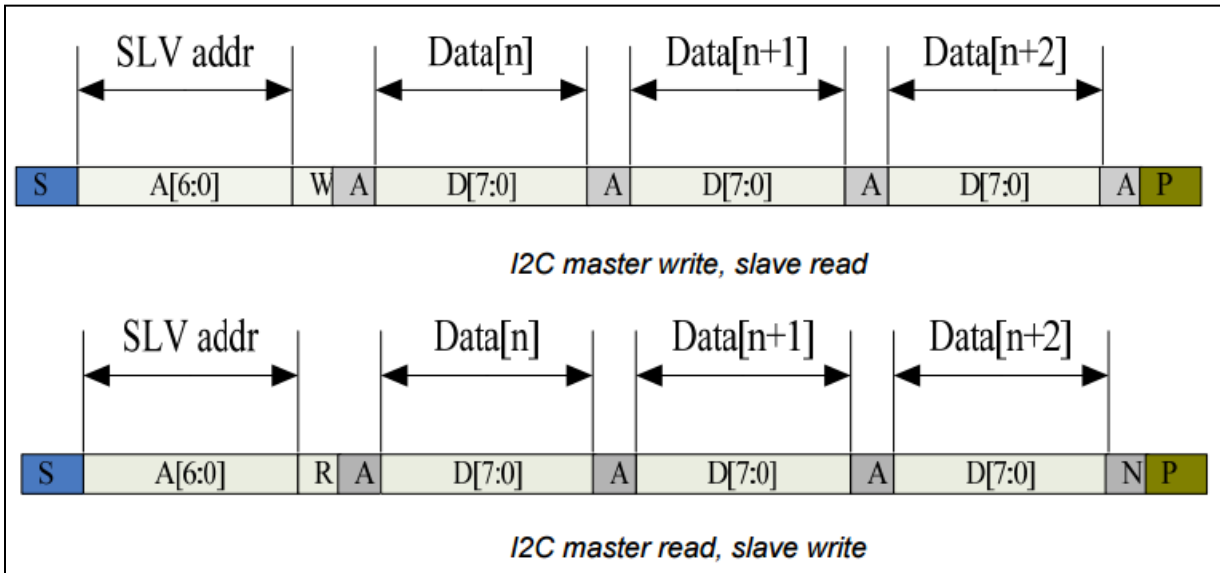 SLV addr Data[n] Data[n+1] Data[n+2]
S A[6:0] W A D[7:0] A D[7:0] A D[7:0] A P
I2C master write, slave read
SLV addr Data[n] Data[n+1] Data[n+2]
S A[6:0] R A D[7:0] A D[7:0] A D[7:0] N P
I2C master read, slave write